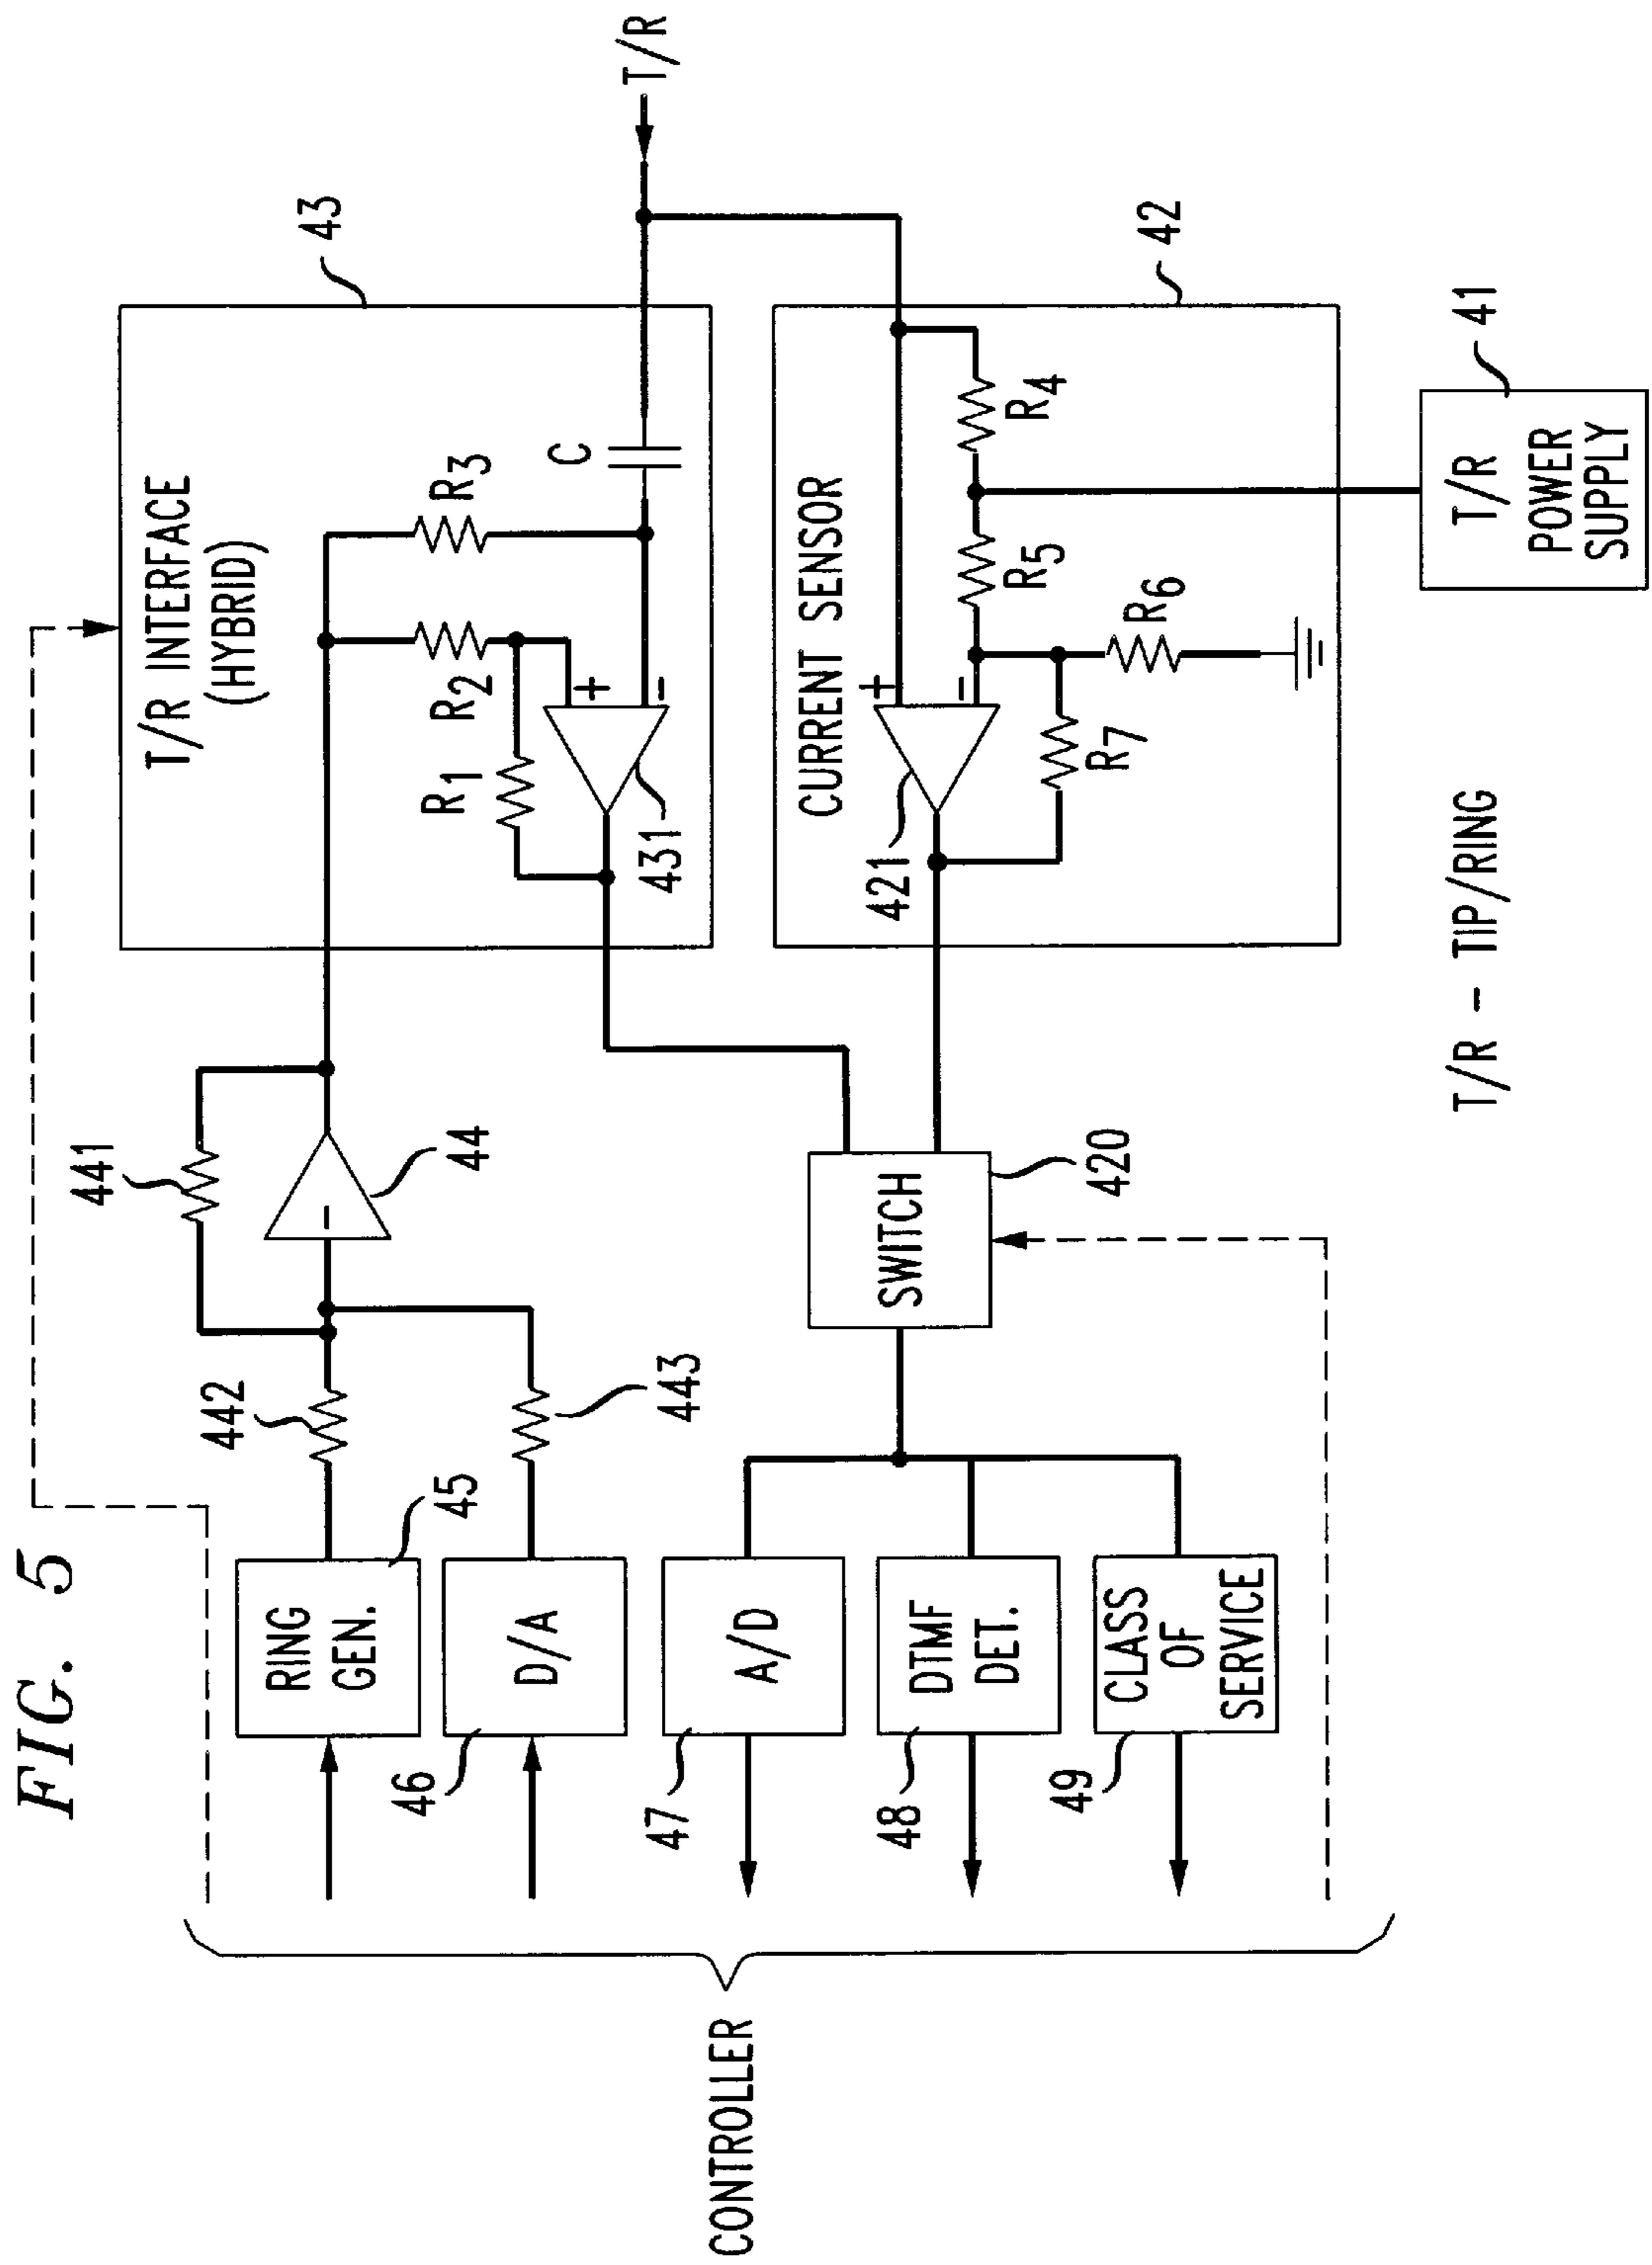 FIG. 5
CONTROLLER
RING
GEN.
45
D/A
46
A/D
47
DTMF
DET.
48
CLASS
OF
SERVICE
49
442
443
441
44
SWITCH
420
T/R INTERFACE
(HYBRID)
43
R1
R2
R3
C
+
-
431
T/R
CURRENT SENSOR
42
421
+
-
R4
R5
R6
R7
T/R
POWER
SUPPLY
41
T/R - TIP/RING